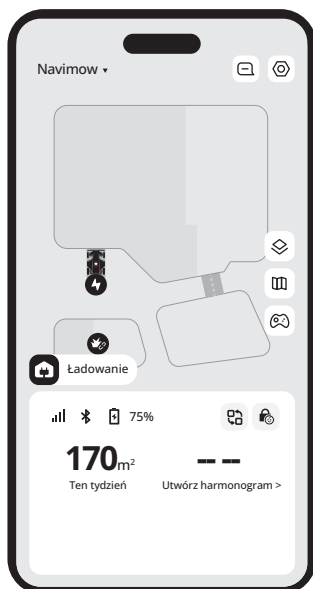 Navimow
Ładowanie
75%
170m²
-- --
Ten tydzień
Utwórz harmonogram >